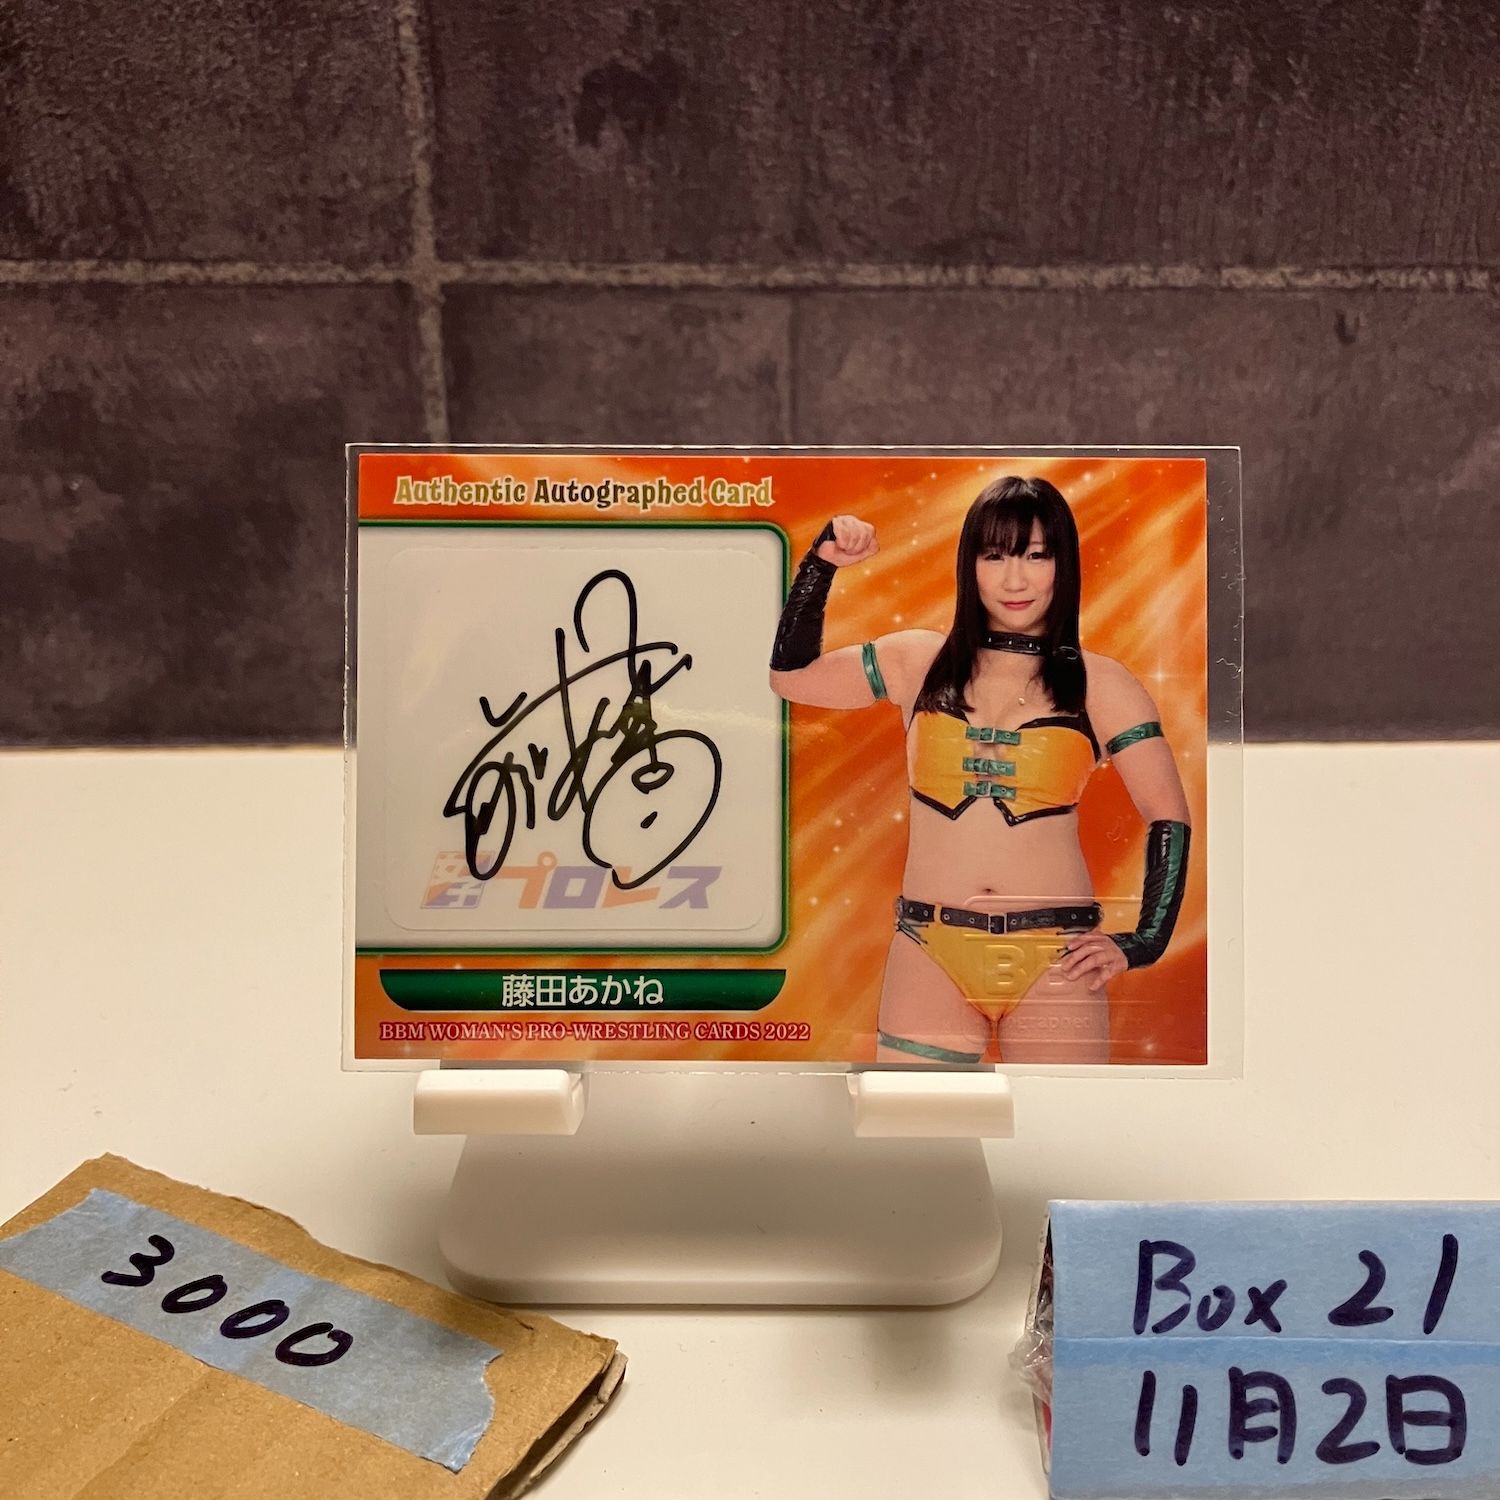 Authentic Autographed Card
プロレス
藤田あかね
BBM WOMAN'S PRO-WRESTLING CARDS 2022
3000
Box 21
11月2日